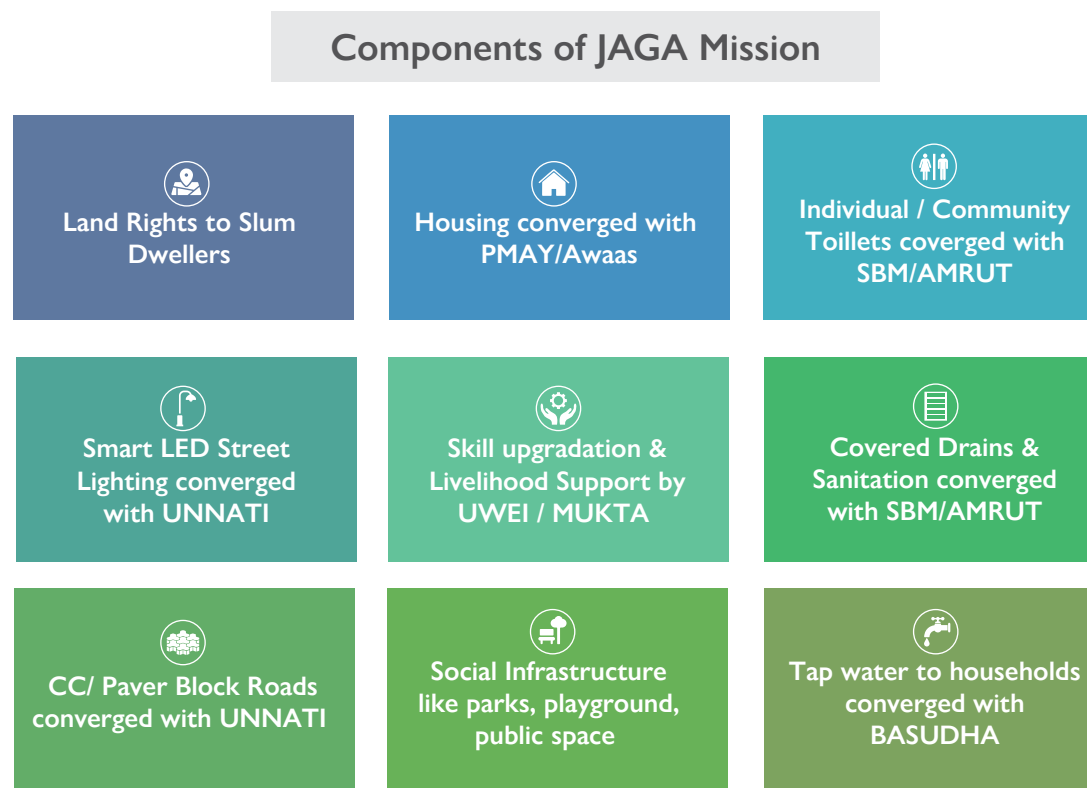 Components of JAGA Mission
Land Rights to Slum
Dwellers
Housing converged with
PMAY/Awaas
Individual / Community
Toillets coverged with
SBM/AMRUT
Smart LED Street
Lighting converged
with UNNATI
Skill upgradation &
Livelihood Support by
UWEI / MUKTA
Covered Drains &
Sanitation converged
with SBM/AMRUT
CC/ Paver Block Roads
converged with UNNATI
Social Infrastructure
like parks, playground,
public space
Tap water to households
converged with
BASUDHA